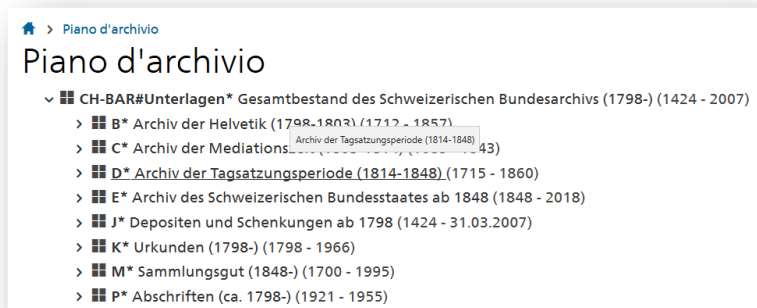 Piano d'archivio
Piano d'archivio
CH-BAR#Unterlagen* Gesamtbestand des Schweizerischen Bundesarchivs (1798-) (1424 - 2007)
B* Archiv der Helvetik (1798-1803) (1712 - 1857)
Archiv der Tagsatzungsperiode (1814-1848)
C* Archiv der Mediationszeit
D* Archiv der Tagsatzungsperiode (1814-1848) (1715 - 1860)
E* Archiv des Schweizerischen Bundesstaates ab 1848 (1848 - 2018)
J* Depositen und Schenkungen ab 1798 (1424 - 31.03.2007)
K* Urkunden (1798-) (1798 - 1966)
M* Sammlungsgut (1848-) (1700 - 1995)
P* Abschriften (ca. 1798-) (1921 - 1955)